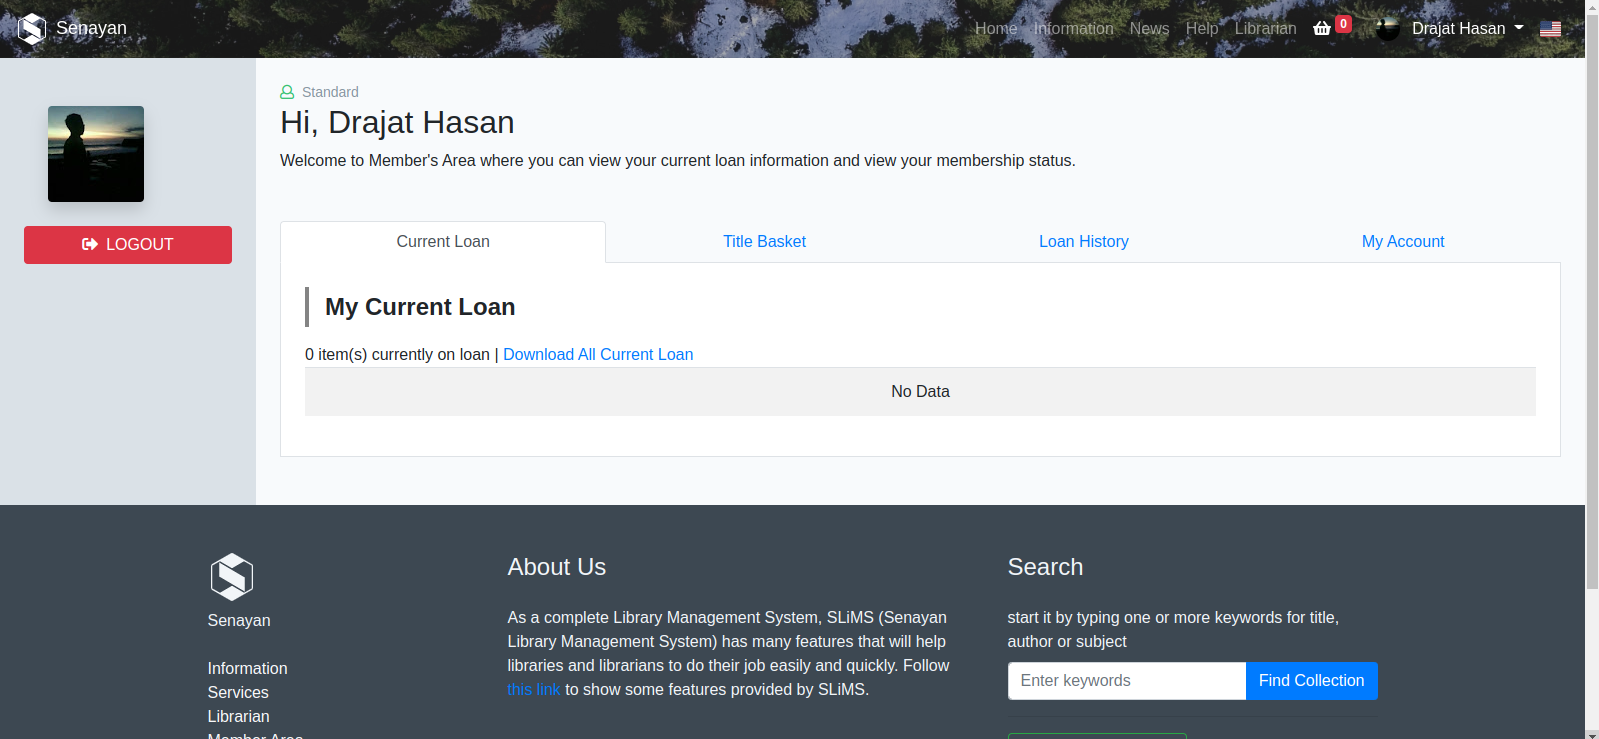 Senayan
Home Information News Help Librarian 0 Drajat Hasan
Standard
Hi, Drajat Hasan
Welcome to Member's Area where you can view your current loan information and view your membership status.
LOGOUT
Current Loan Title Basket Loan History My Account
My Current Loan
0 item(s) currently on loan | Download All Current Loan
No Data
Senayan
Information
Services
Librarian
Member Area
About Us
As a complete Library Management System, SLiMS (Senayan
Library Management System) has many features that will help
libraries and librarians to do their job easily and quickly. Follow
this link to show some features provided by SLiMS.
Search
start it by typing one or more keywords for title,
author or subject
Enter keywords Find Collection